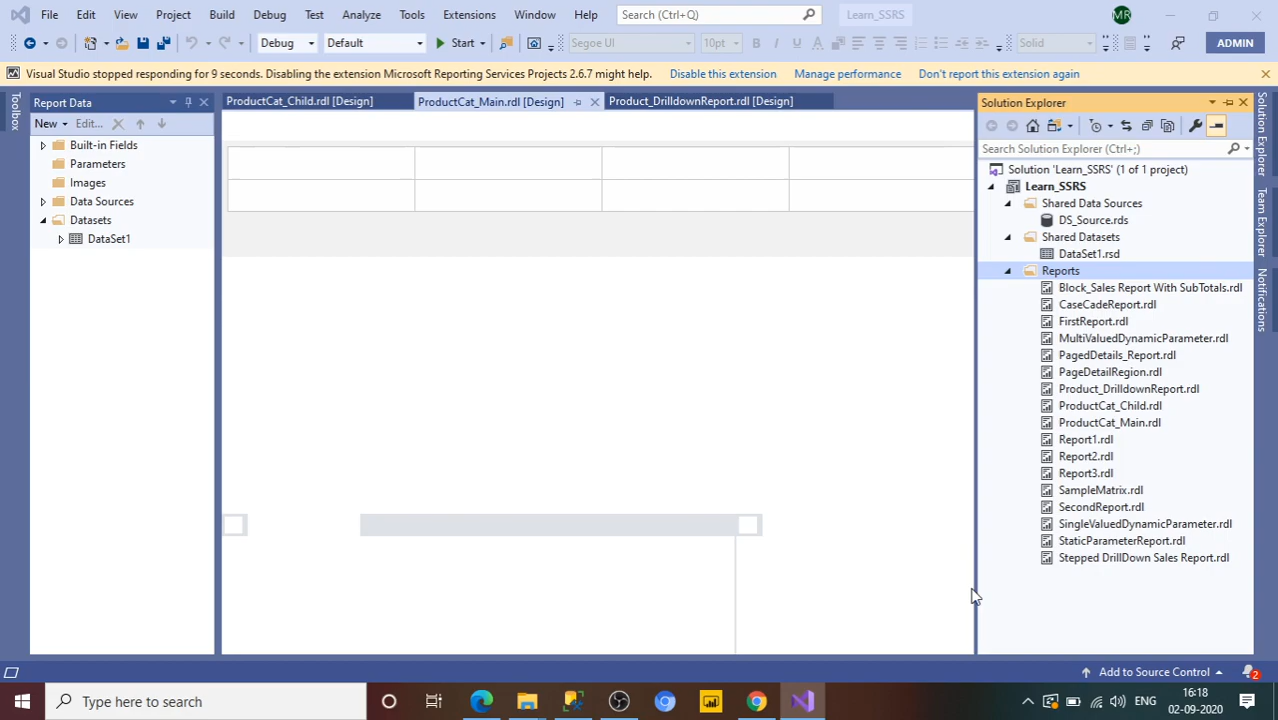 File Edit View Project Build Debug Test Analyze Tools Extensions Window Help Search (Ctrl+Q) Learn_SSRS MR
Debug Default Start Segoe UI 10pt B I U A Solid ADMIN
Visual Studio stopped responding for 9 seconds. Disabling the extension Microsoft Reporting Services Projects 2.6.7 might help. Disable this extension Manage performance Don't report this extension again
Toolbox
Report Data
New Edit...
Built-in Fields
Parameters
Images
Data Sources
Datasets
DataSet1
ProductCat_Child.rdl [Design] ProductCat_Main.rdl [Design] Product_DrilldownReport.rdl [Design]
Solution Explorer
Search Solution Explorer (Ctrl+;)
Solution 'Learn_SSRS' (1 of 1 project)
Learn_SSRS
Shared Data Sources
DS_Source.rds
Shared Datasets
DataSet1.rsd
Reports
Block_Sales Report With SubTotals.rdl
CaseCadeReport.rdl
FirstReport.rdl
MultiValuedDynamicParameter.rdl
PagedDetails_Report.rdl
PageDetailRegion.rdl
Product_DrilldownReport.rdl
ProductCat_Child.rdl
ProductCat_Main.rdl
Report1.rdl
Report2.rdl
Report3.rdl
SampleMatrix.rdl
SecondReport.rdl
SingleValuedDynamicParameter.rdl
StaticParameterReport.rdl
Stepped DrillDown Sales Report.rdl
Solution Explorer
Team Explorer
Notifications
Add to Source Control 2
Type here to search
ENG
16:18
02-09-2020